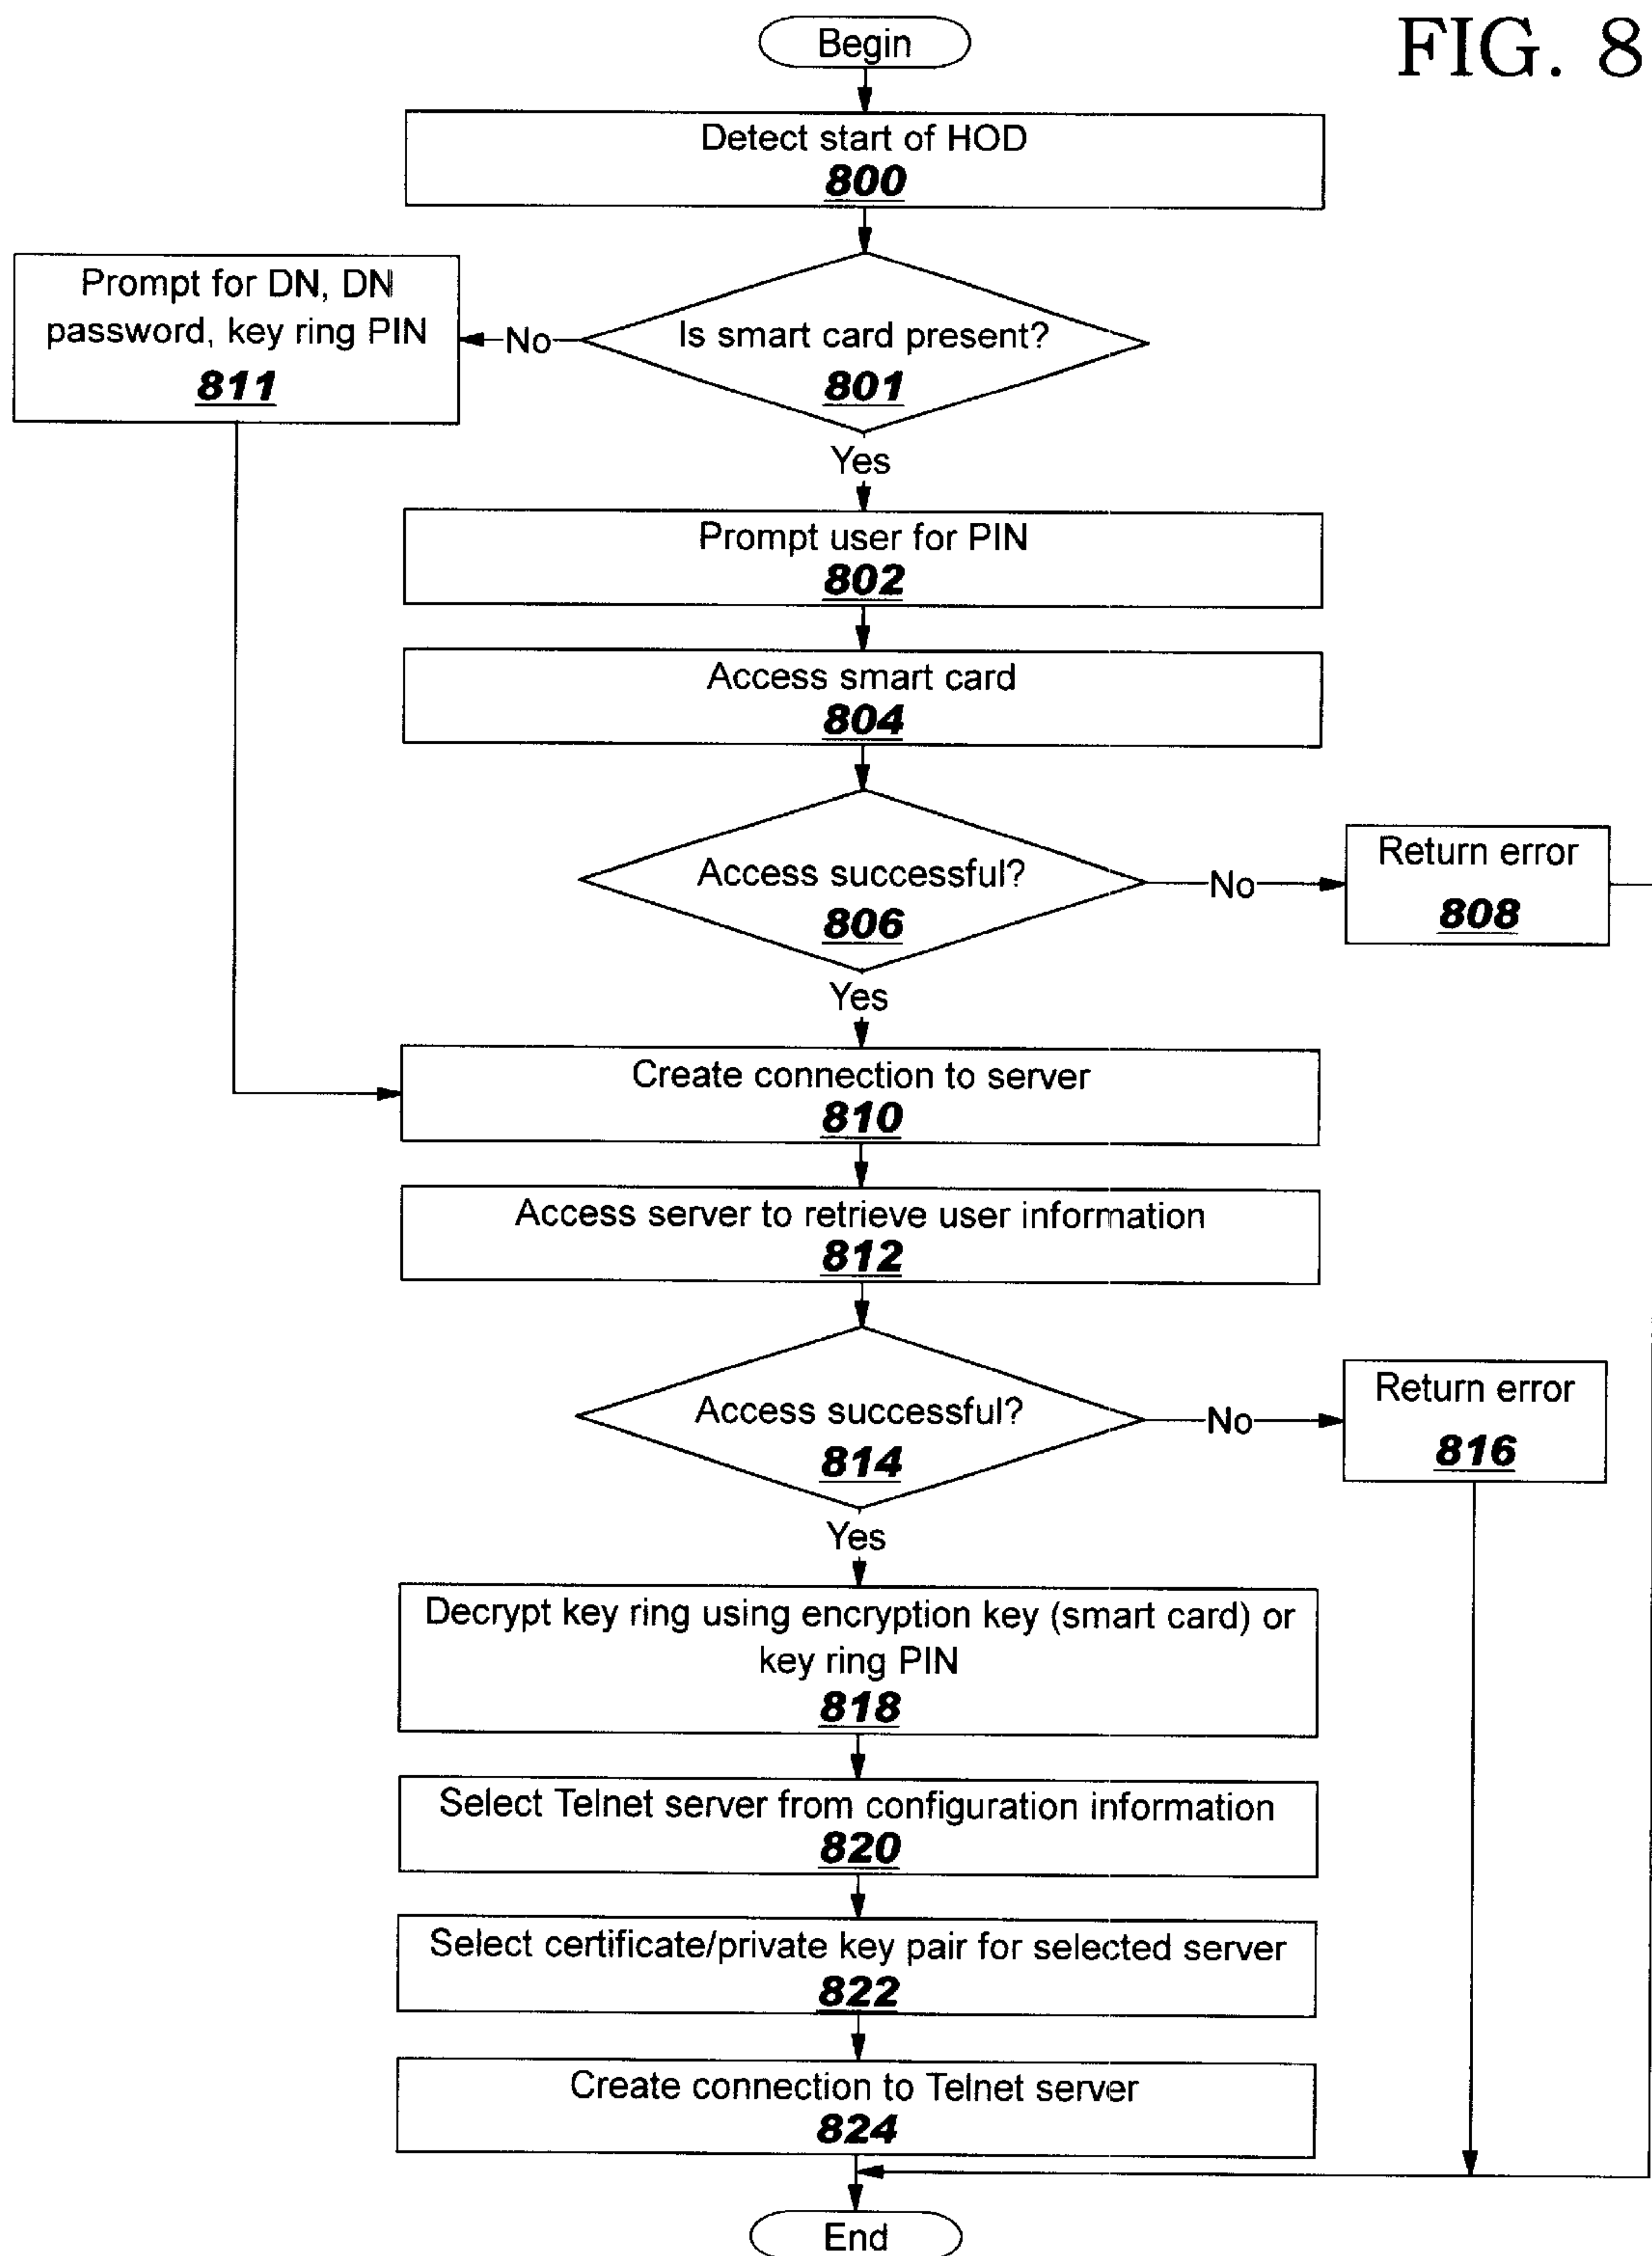 FIG. 8
Begin
Detect start of HOD
800
Prompt for DN, DN
password, key ring PIN
811
No
Is smart card present?
801
Yes
Prompt user for PIN
802
Access smart card
804
Access successful?
806
No
Return error
808
Yes
Create connection to server
810
Access server to retrieve user information
812
Access successful?
814
No
Return error
816
Yes
Decrypt key ring using encryption key (smart card) or
key ring PIN
818
Select Telnet server from configuration information
820
Select certificate/private key pair for selected server
822
Create connection to Telnet server
824
End